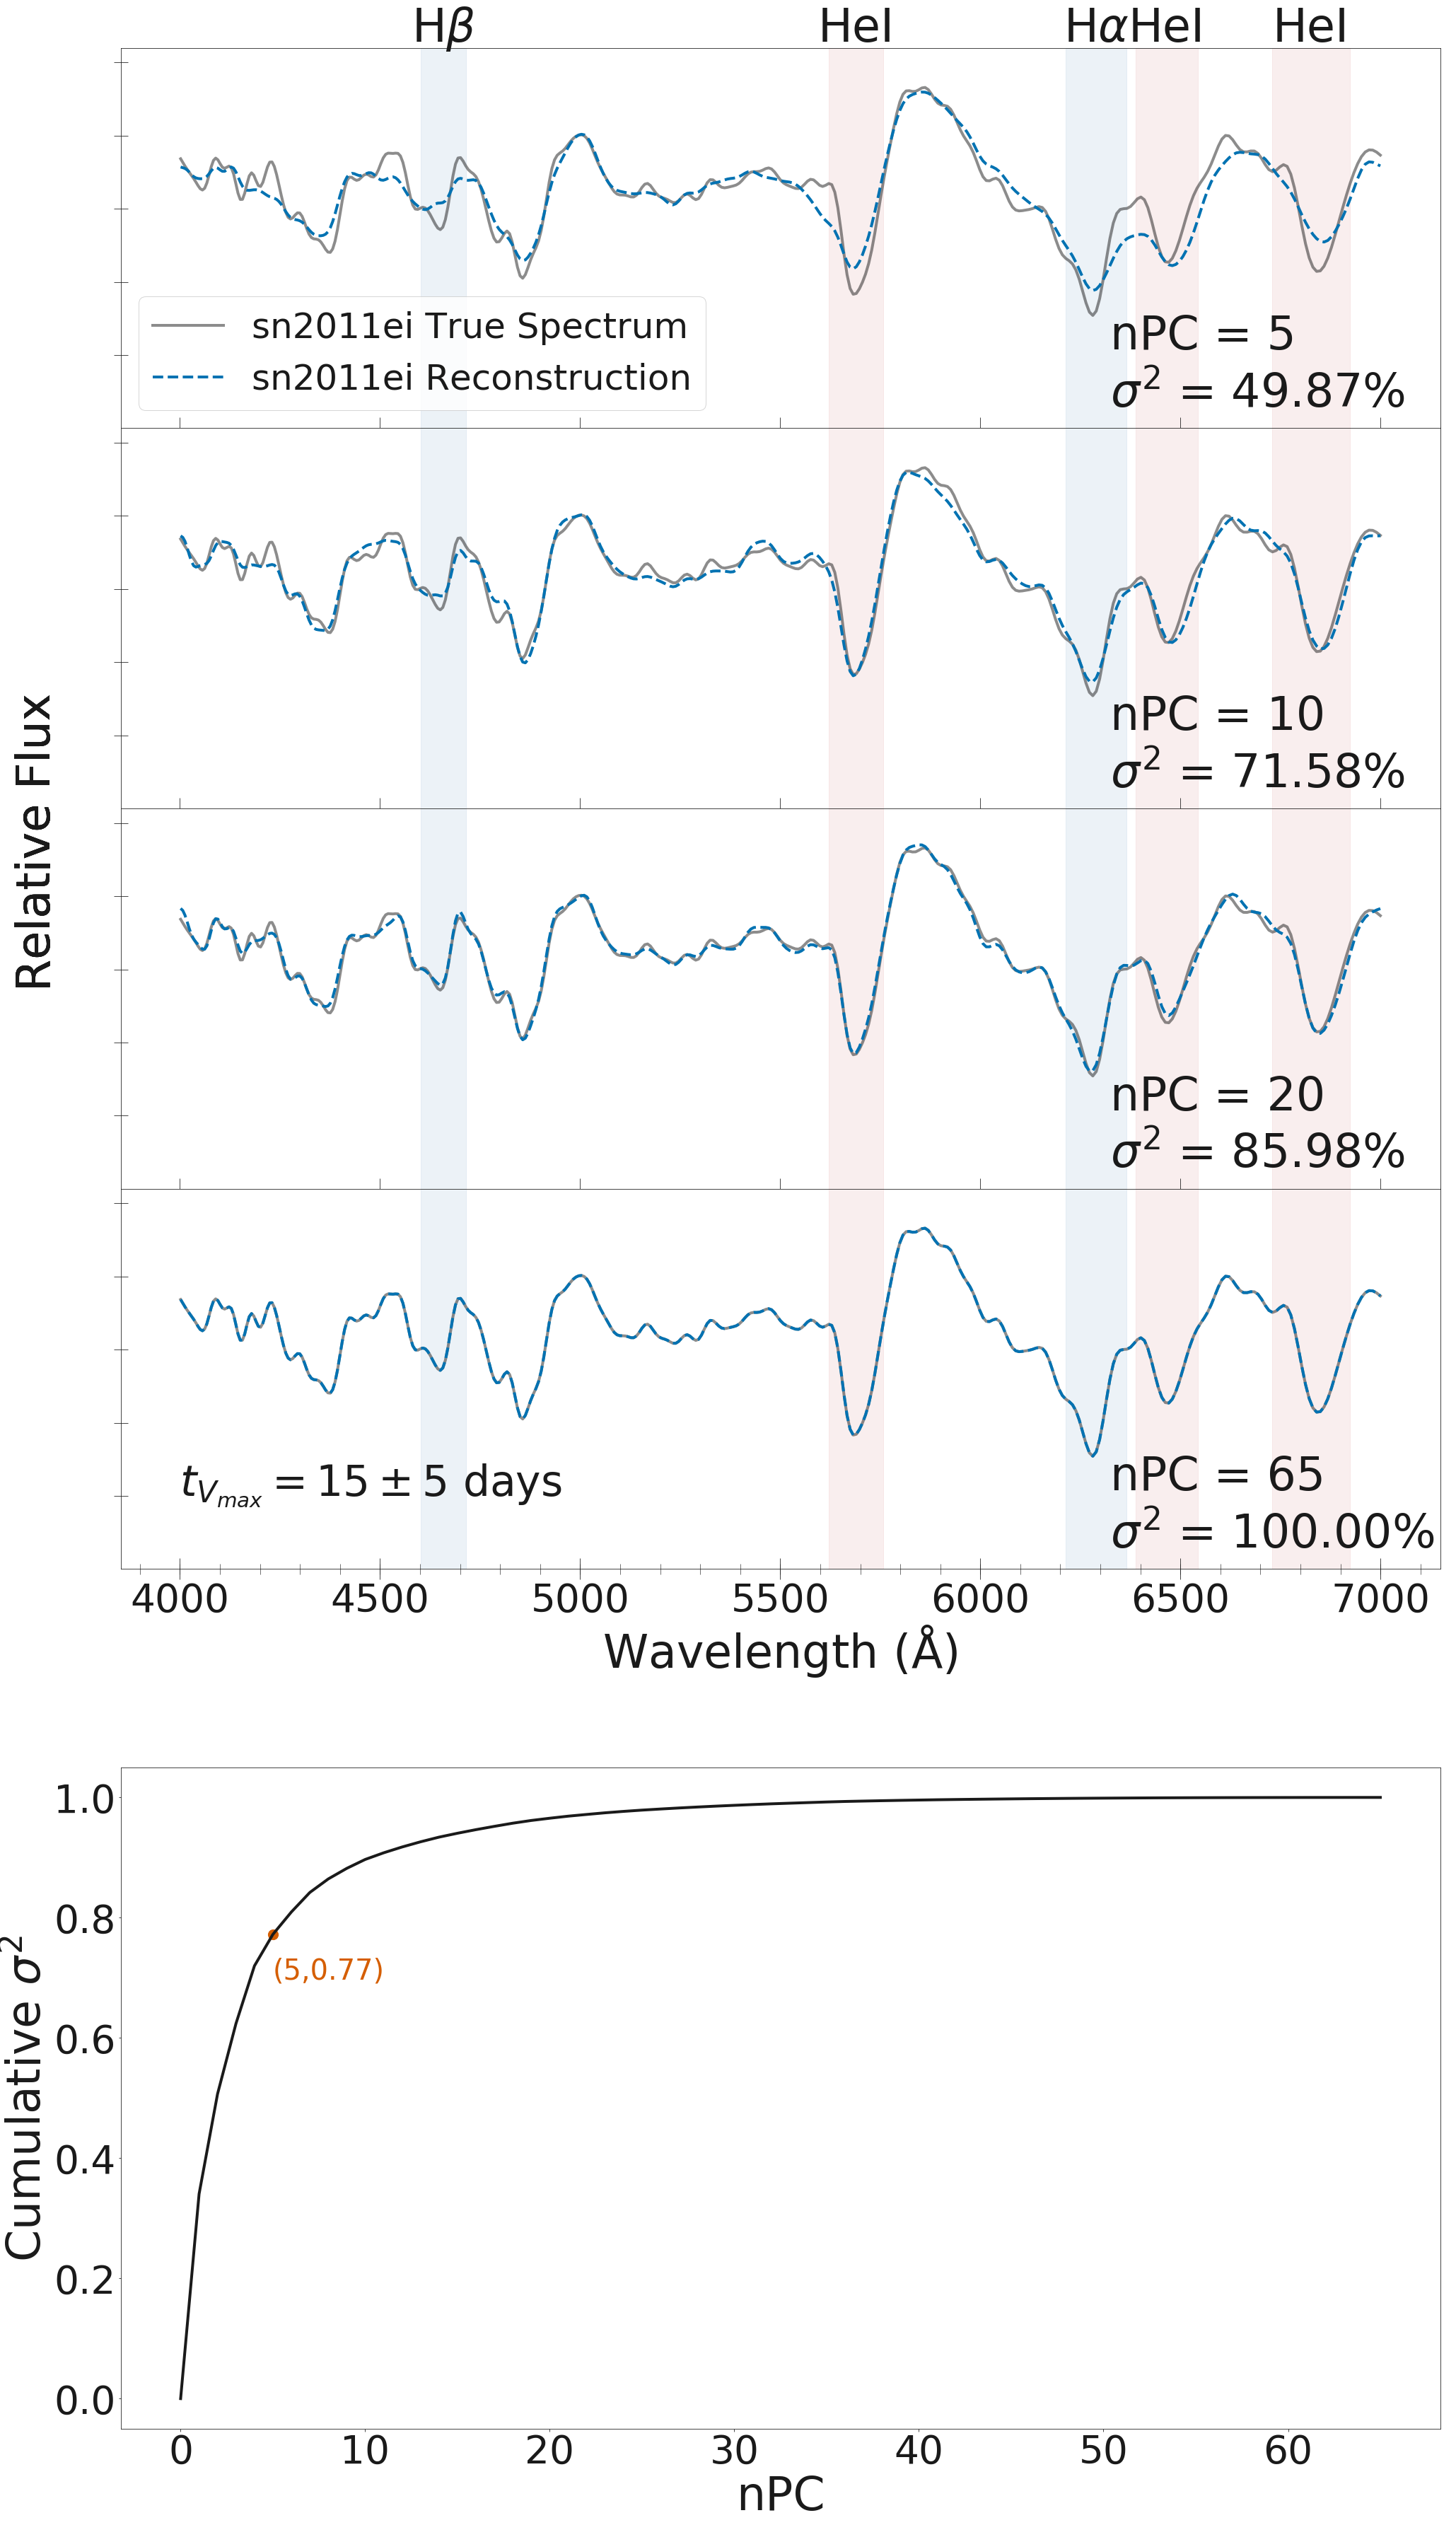 Hβ HeI HαHeI HeI
sn2011ei True Spectrum
sn2011ei Reconstruction
nPC = 5
σ² = 49.87%
nPC = 10
σ² = 71.58%
Relative Flux
nPC = 20
σ² = 85.98%
t_{V_{max}} = 15 ± 5 days
nPC = 65
σ² = 100.00%
4000 4500 5000 5500 6000 6500 7000
Wavelength (Å)
1.0
0.8
(5,0.77)
0.6
0.4
0.2
0.0
Cumulative σ²
0 10 20 30 40 50 60
nPC